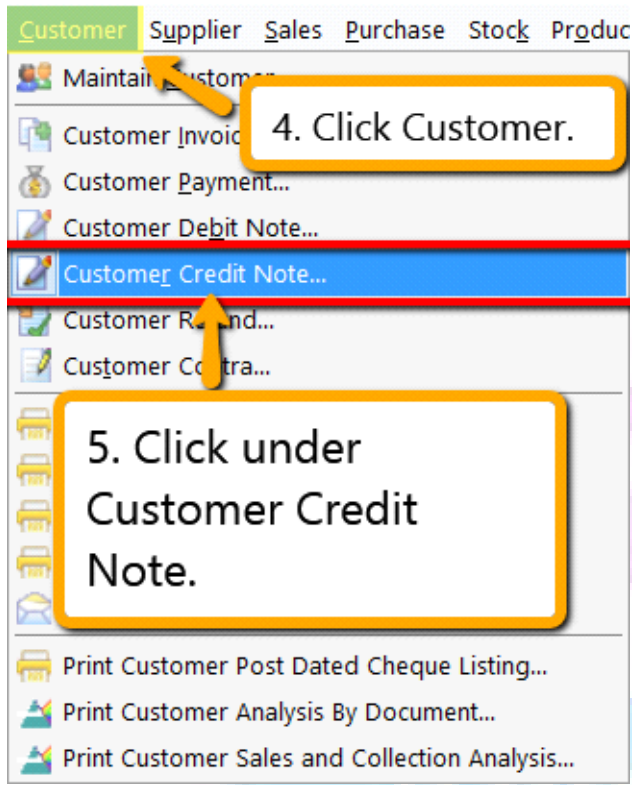 Customer Supplier Sales Purchase Stock Produc
Maintain Customer
4. Click Customer.
Customer Invoic
Customer Payment...
Customer Debit Note...
Customer Credit Note...
Customer R nd...
Customer Co tra...
5. Click under
Customer Credit
Note.
Print Customer Post Dated Cheque Listing...
Print Customer Analysis By Document...
Print Customer Sales and Collection Analysis...